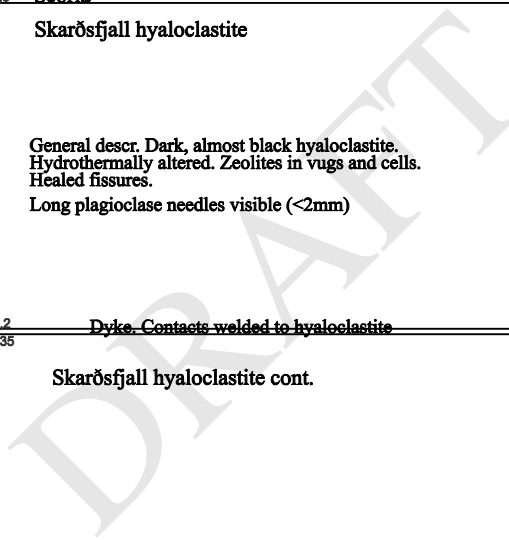 Skarðsfjall hyaloclastite
General descr. Dark, almost black hyaloclastite.
Hydrothermally altered. Zeolites in vugs and cells.
Healed fissures.
Long plagioclase needles visible (<2mm)
.2 Dyke. Contacts welded to hyaloclastite
35
Skarðsfjall hyaloclastite cont.
DRAFT